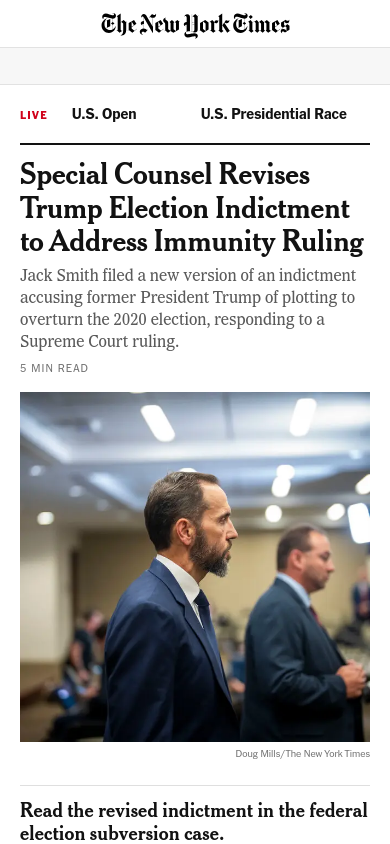 The New York Times
LIVE U.S. Open U.S. Presidential Race
Special Counsel Revises
Trump Election Indictment
to Address Immunity Ruling
Jack Smith filed a new version of an indictment
accusing former President Trump of plotting to
overturn the 2020 election, responding to a
Supreme Court ruling.
5 MIN READ
Doug Mills/The New York Times
Read the revised indictment in the federal
election subversion case.